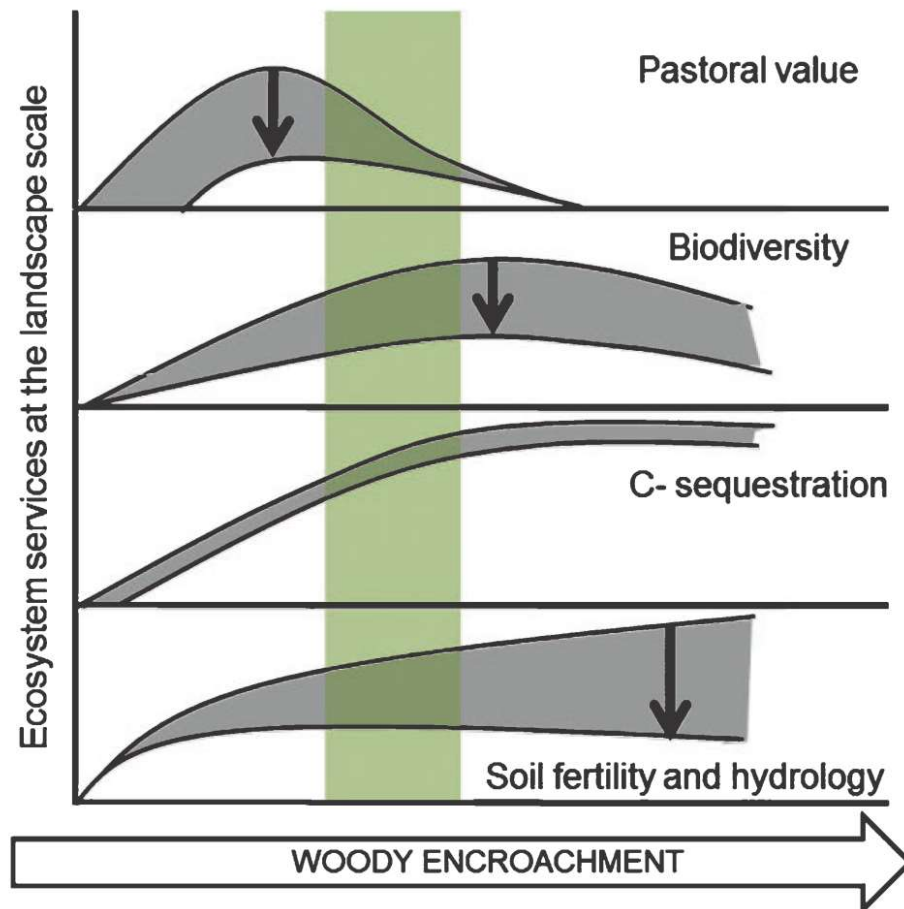 Ecosystem services at the landscape scale
Pastoral value
Biodiversity
C- sequestration
Soil fertility and hydrology
WOODY ENCROACHMENT